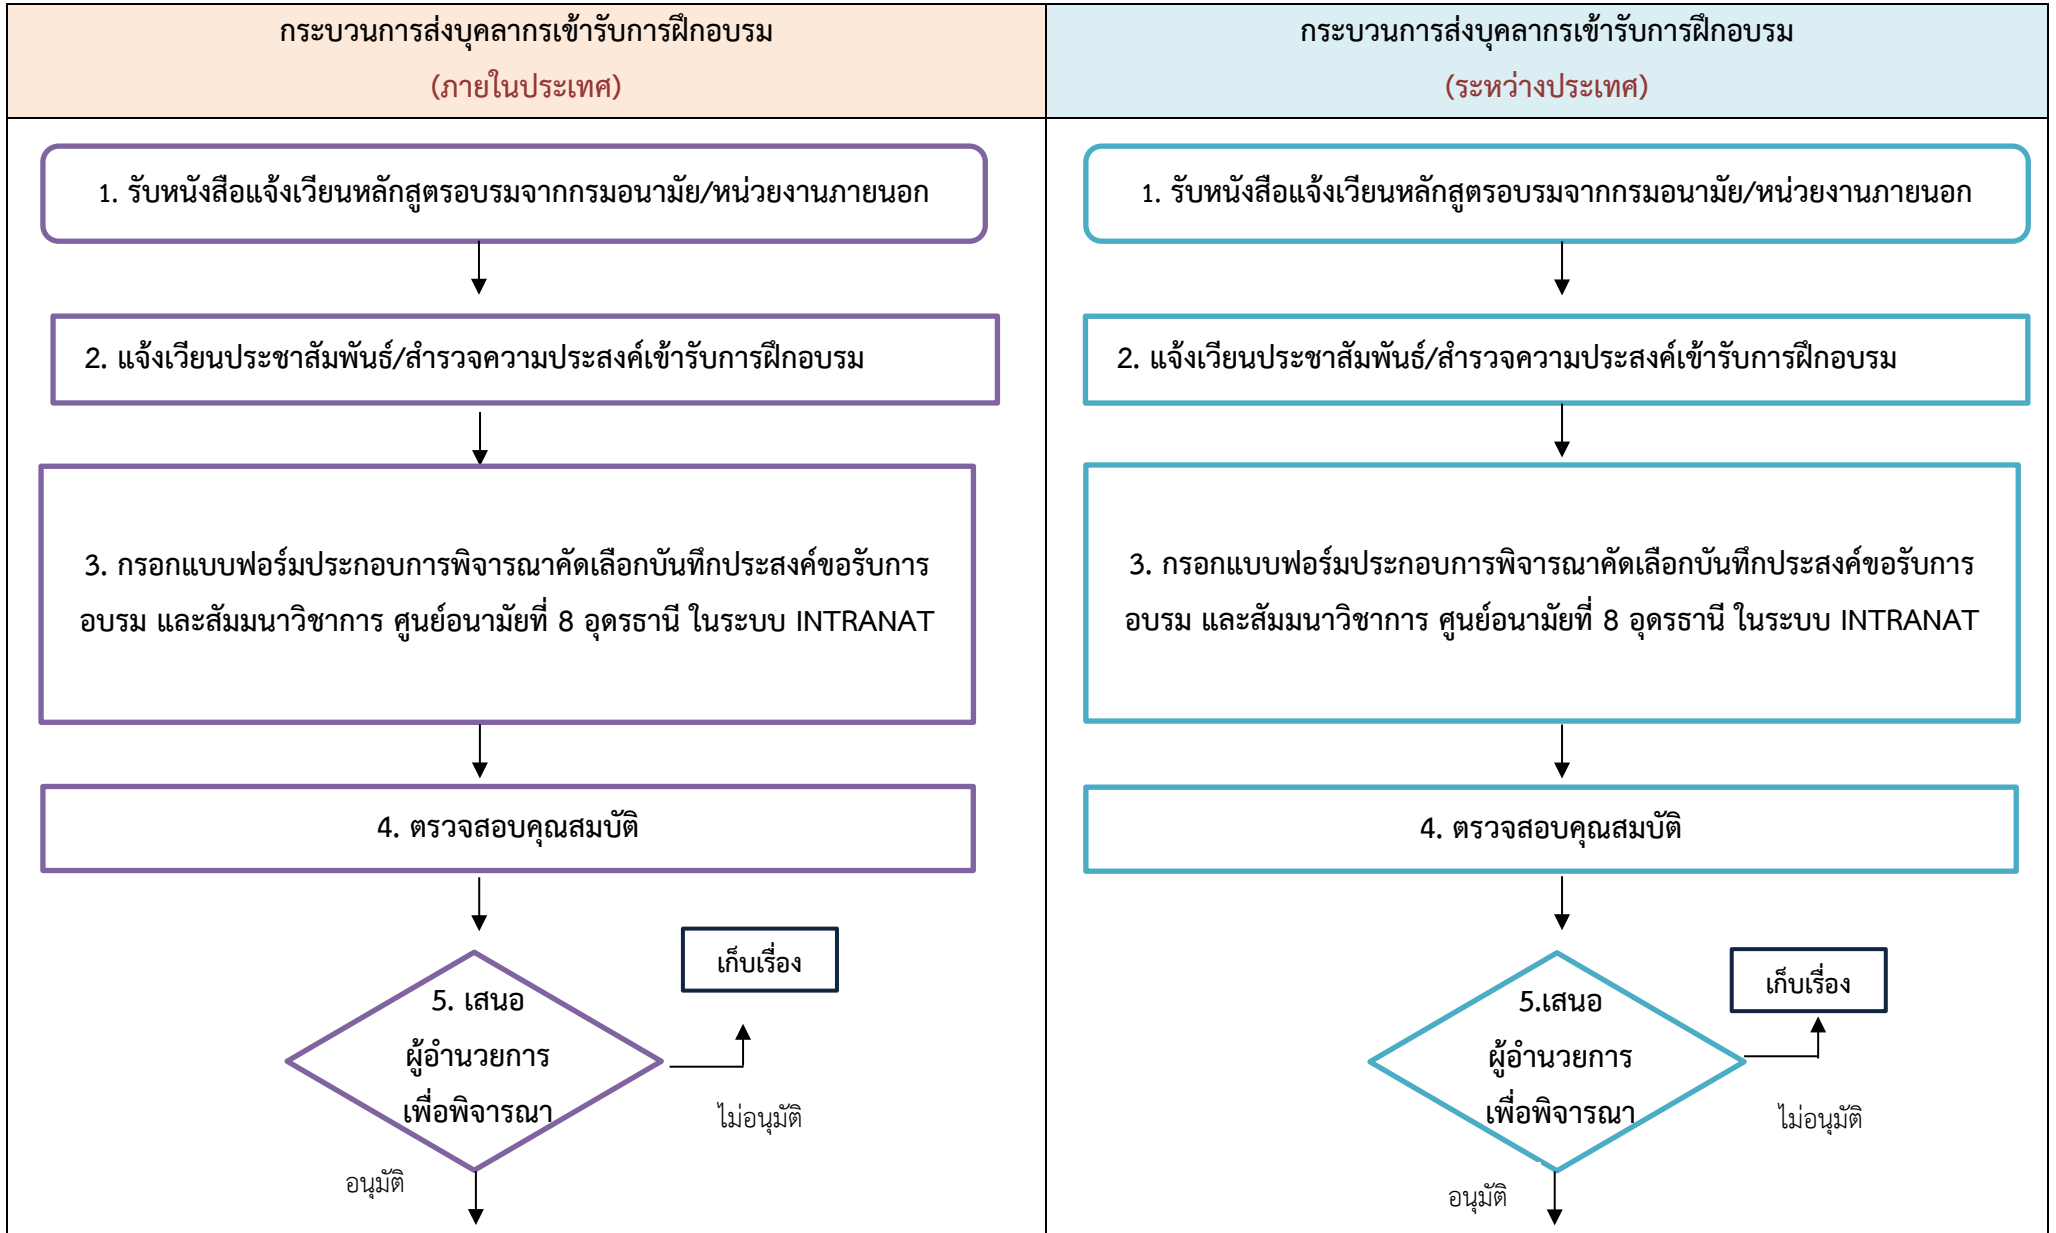 กระบวนการส่งบุคลากรเข้ารับการฝึกอบรม
(ภายในประเทศ)
1. รับหนังสือแจ้งเวียนหลักสูตรอบรมจากกรมอนามัย/หน่วยงานภายนอก
2. แจ้งเวียนประชาสัมพันธ์/สำรวจความประสงค์เข้ารับการฝึกอบรม
3. กรอกแบบฟอร์มประกอบการพิจารณาคัดเลือกบันทึกประสงค์ขอรับการ
อบรม และสัมมนาวิชาการ ศูนย์อนามัยที่ 8 อุดรธานี ในระบบ INTRANAT
4. ตรวจสอบคุณสมบัติ
เก็บเรื่อง
5. เสนอ
ผู้อำนวยการ
เพื่อพิจารณา
ไม่อนุมัติ
อนุมัติ
กระบวนการส่งบุคลากรเข้ารับการฝึกอบรม
(ระหว่างประเทศ)
1. รับหนังสือแจ้งเวียนหลักสูตรอบรมจากกรมอนามัย/หน่วยงานภายนอก
2. แจ้งเวียนประชาสัมพันธ์/สำรวจความประสงค์เข้ารับการฝึกอบรม
3. กรอกแบบฟอร์มประกอบการพิจารณาคัดเลือกบันทึกประสงค์ขอรับการ
อบรม และสัมมนาวิชาการ ศูนย์อนามัยที่ 8 อุดรธานี ในระบบ INTRANAT
4. ตรวจสอบคุณสมบัติ
เก็บเรื่อง
5.เสนอ
ผู้อำนวยการ
เพื่อพิจารณา
ไม่อนุมัติ
อนุมัติ